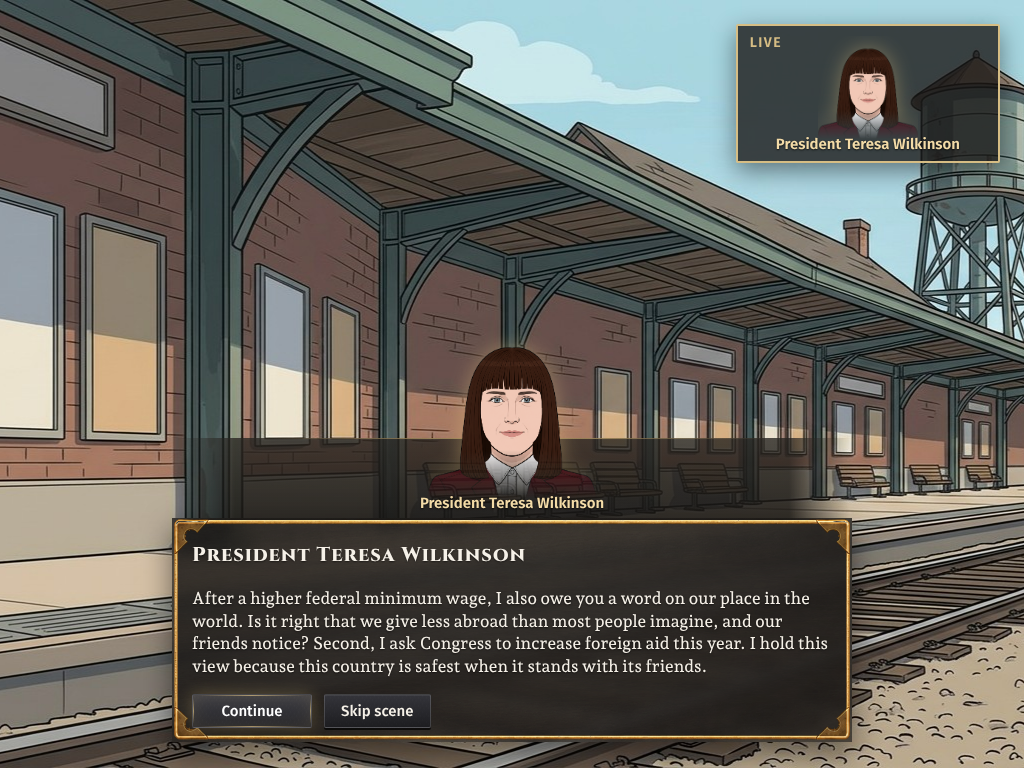 LIVE
President Teresa Wilkinson
President Teresa Wilkinson
President Teresa Wilkinson
After a higher federal minimum wage, I also owe you a word on our place in the
world. Is it right that we give less abroad than most people imagine, and our
friends notice? Second, I ask Congress to increase foreign aid this year. I hold this
view because this country is safest when it stands with its friends.
Continue
Skip scene